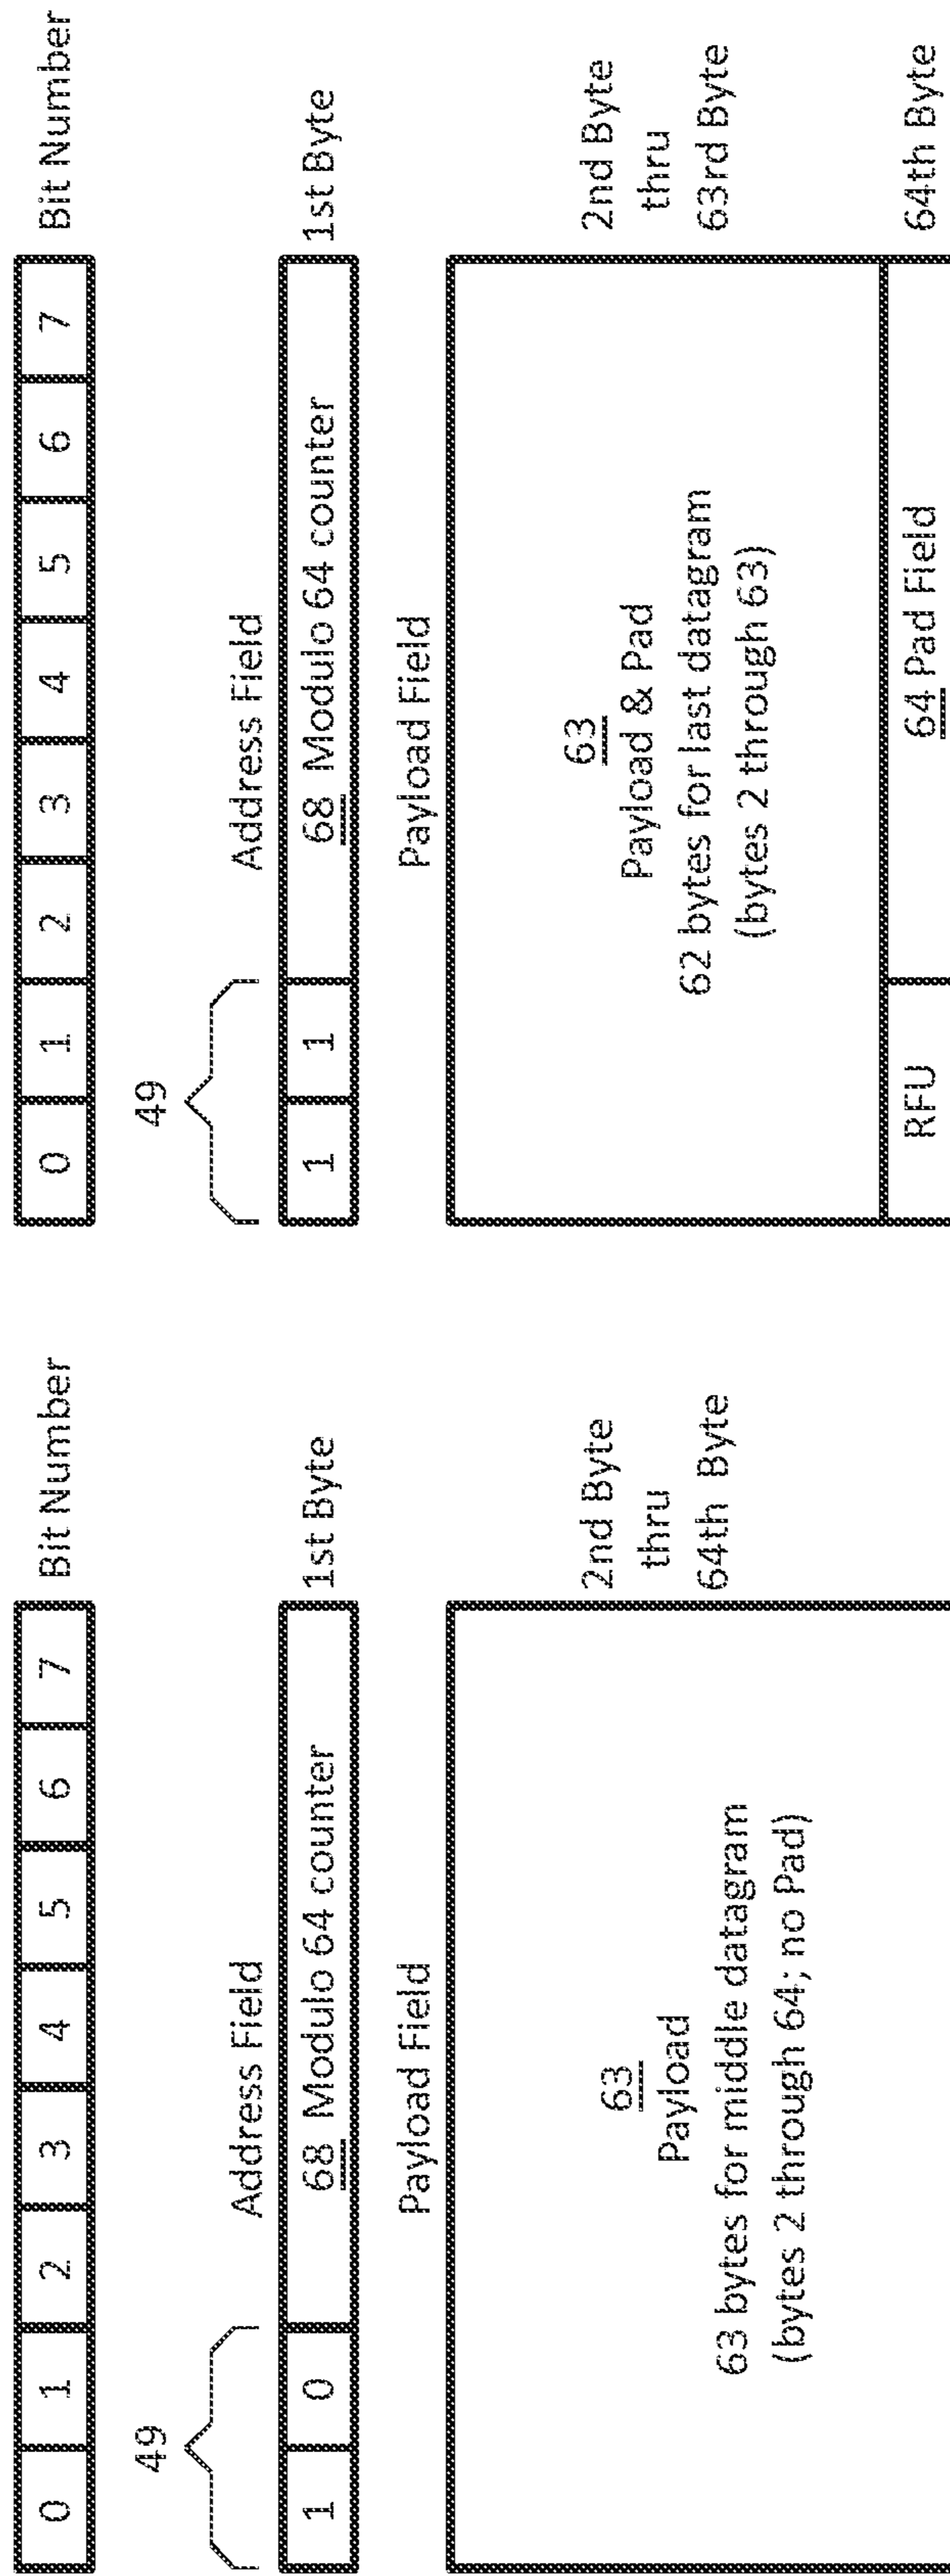 0 1 2 3 4 5 6 7 Bit Number
49
Address Field
1 0 68 Modulo 64 counter 1st Byte
Payload Field
63
Payload
63 bytes for middle datagram
(bytes 2 through 64; no Pad)
2nd Byte
thru
64th Byte
0 1 2 3 4 5 6 7 Bit Number
49
Address Field
1 1 68 Modulo 64 counter 1st Byte
Payload Field
63
Payload & Pad
62 bytes for last datagram
(bytes 2 through 63)
2nd Byte
thru
63rd Byte
RFU 64 Pad Field 64th Byte